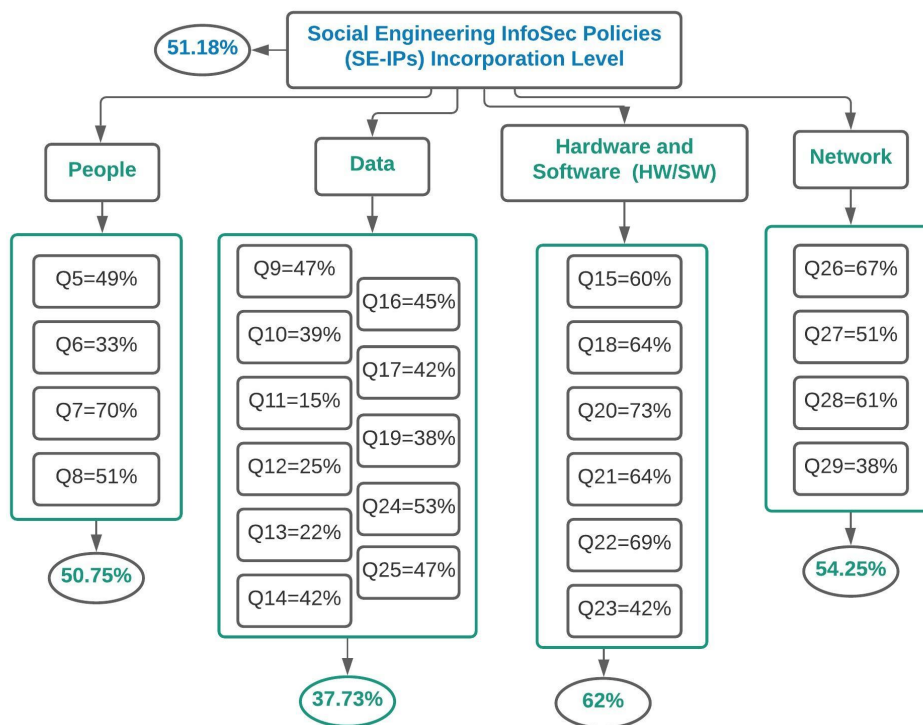 Social Engineering InfoSec Policies
(SE-IPs) Incorporation Level
51.18%
People
Data
Hardware and
Software (HW/SW)
Network
Q5=49%
Q6=33%
Q7=70%
Q8=51%
50.75%
Q9=47%
Q10=39%
Q11=15%
Q12=25%
Q13=22%
Q14=42%
Q16=45%
Q17=42%
Q19=38%
Q24=53%
Q25=47%
37.73%
Q15=60%
Q18=64%
Q20=73%
Q21=64%
Q22=69%
Q23=42%
62%
Q26=67%
Q27=51%
Q28=61%
Q29=38%
54.25%